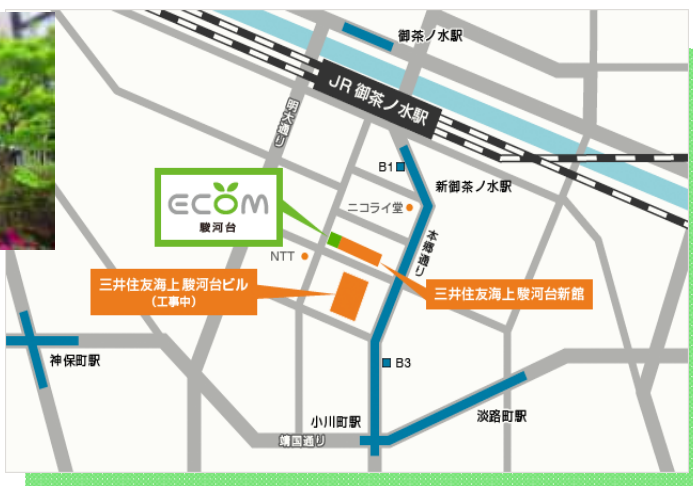 御茶ノ水駅
JR 御茶ノ水駅
明大通り
B1
新御茶ノ水駅
ECOM
駿河台
ニコライ堂
本郷通り
NTT
三井住友海上 駿河台ビル
(工事中)
三井住友海上 駿河台新館
神保町駅
B3
小川町駅
淡路町駅
靖国通り